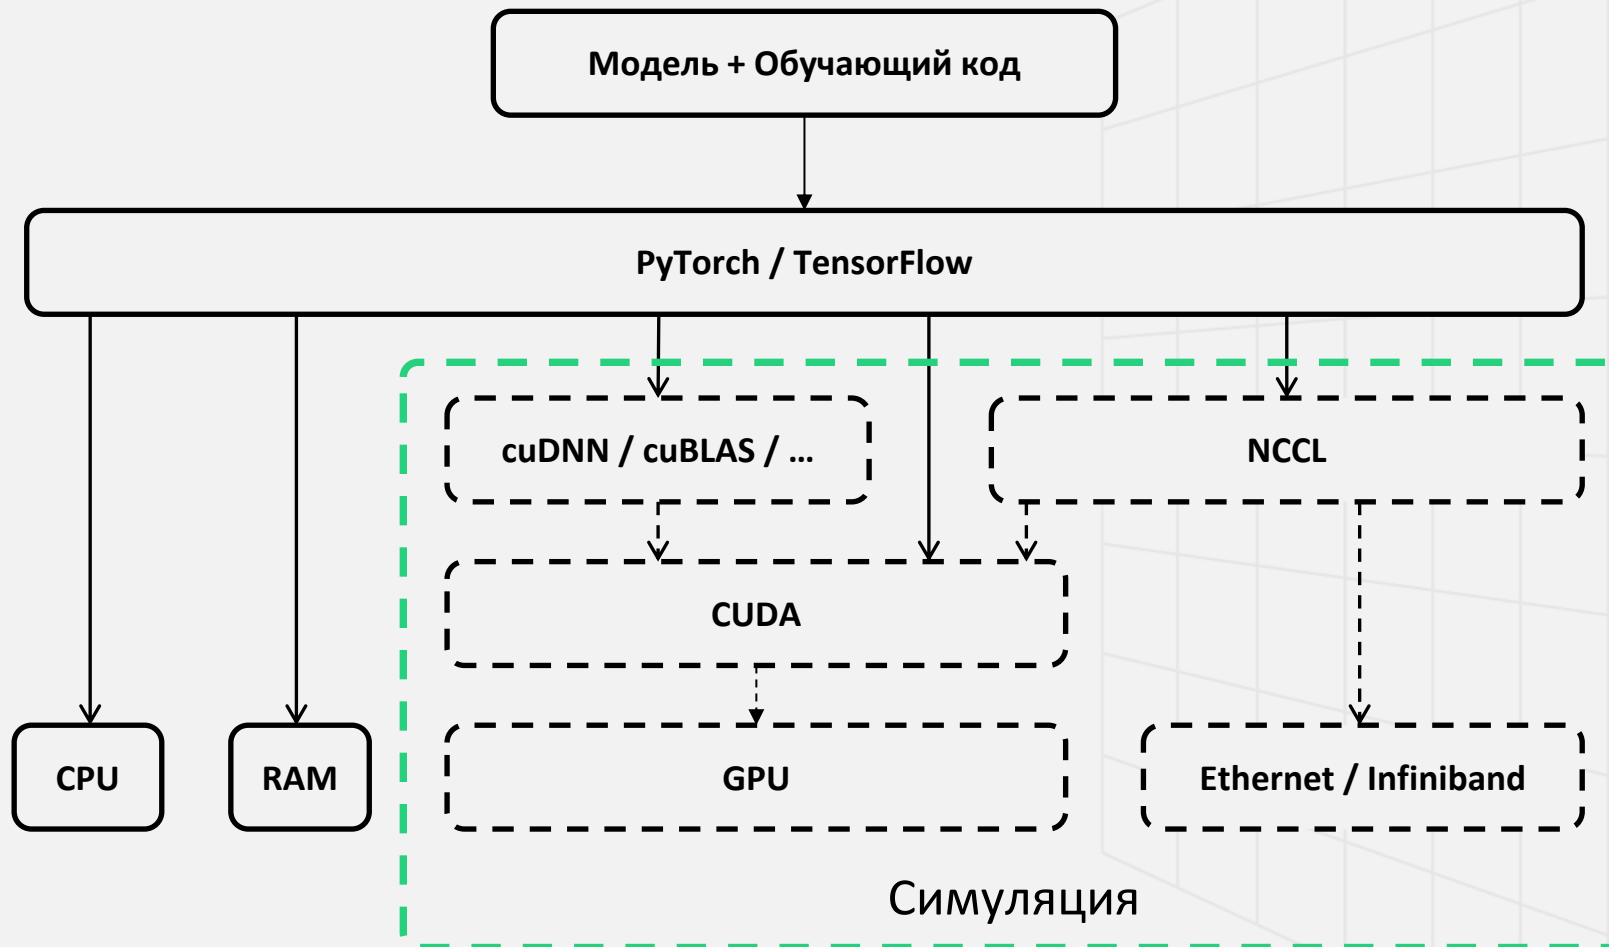 Модель + Обучающий код
PyTorch / TensorFlow
cuDNN / cuBLAS / ...
NCCL
CUDA
CPU
RAM
GPU
Ethernet / Infiniband
Симуляция